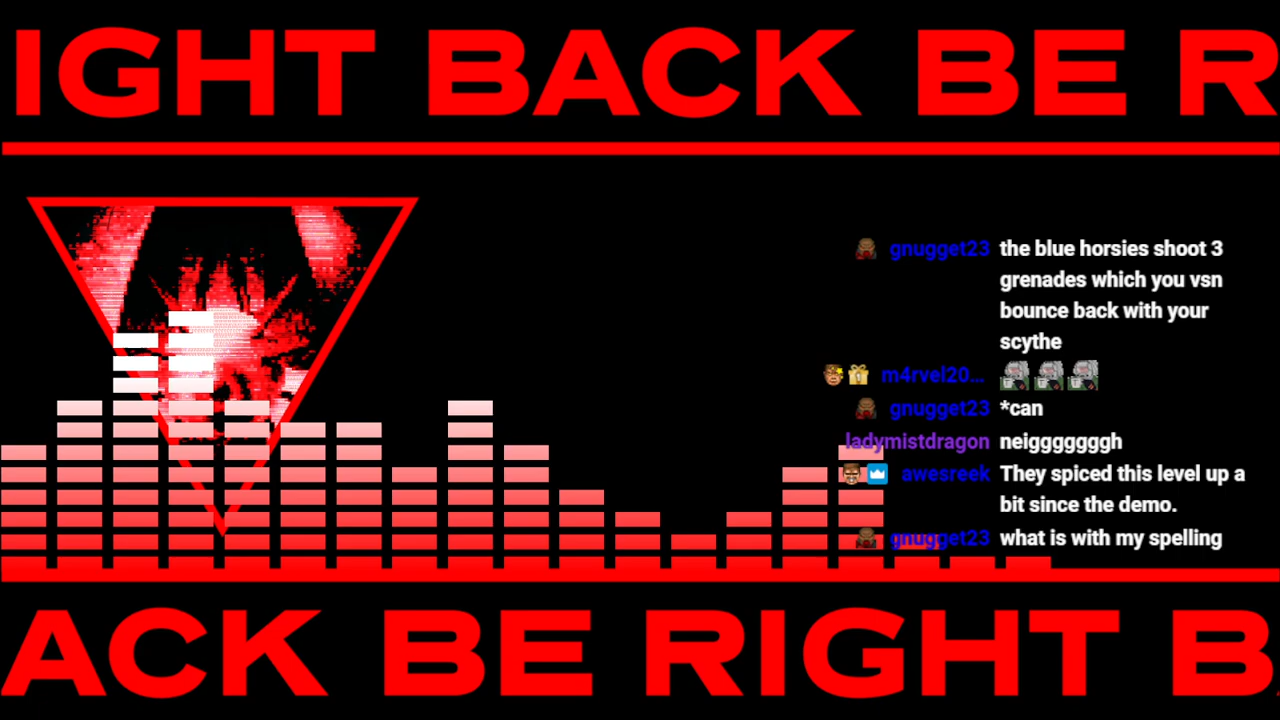 IGHT BACK BE R
gnugget23 the blue horsies shoot 3
grenades which you vsn
bounce back with your
scythe
m4rvel20...
gnugget23 *can
ladymistdragon neigggggggh
awesreek They spiced this level up a
bit since the demo.
gnugget23 what is with my spelling
ACK BE RIGHT B